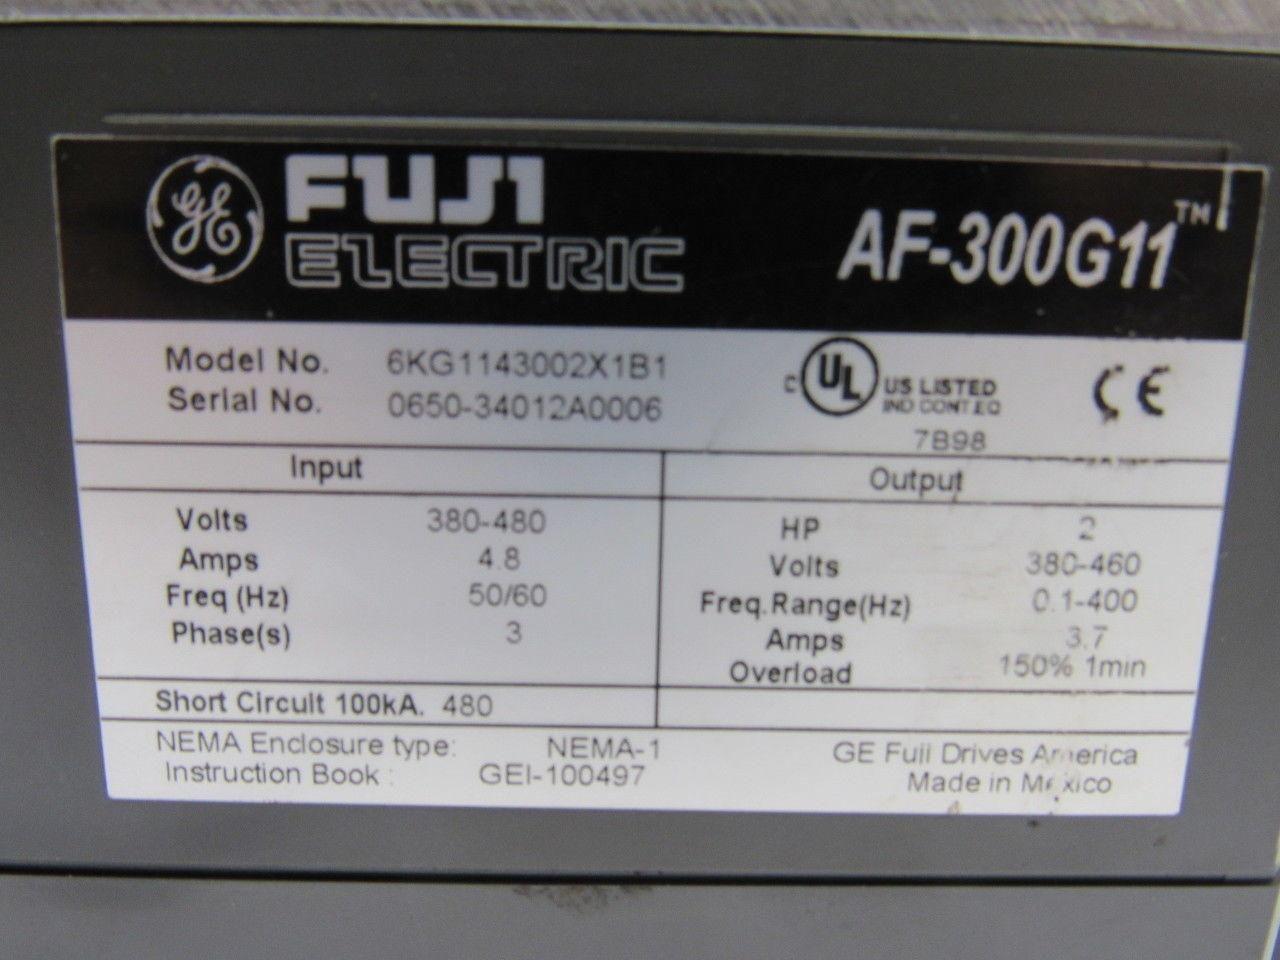 GE FUJI
ELECTRIC
AF-300G11™
Model No. 6KG1143002X1B1
Serial No. 0650-34012A0006
C UL US LISTED
IND CONT EQ
7B98
CE
Input
Volts 380-480
Amps 4.8
Freq (Hz) 50/60
Phase(s) 3
Output
HP 2
Volts 380-460
Freq.Range(Hz) 0.1-400
Amps 3.7
Overload 150% 1min
Short Circuit 100kA. 480
NEMA Enclosure type: NEMA-1
Instruction Book : GEI-100497
GE Fuji Drives America
Made in Mexico